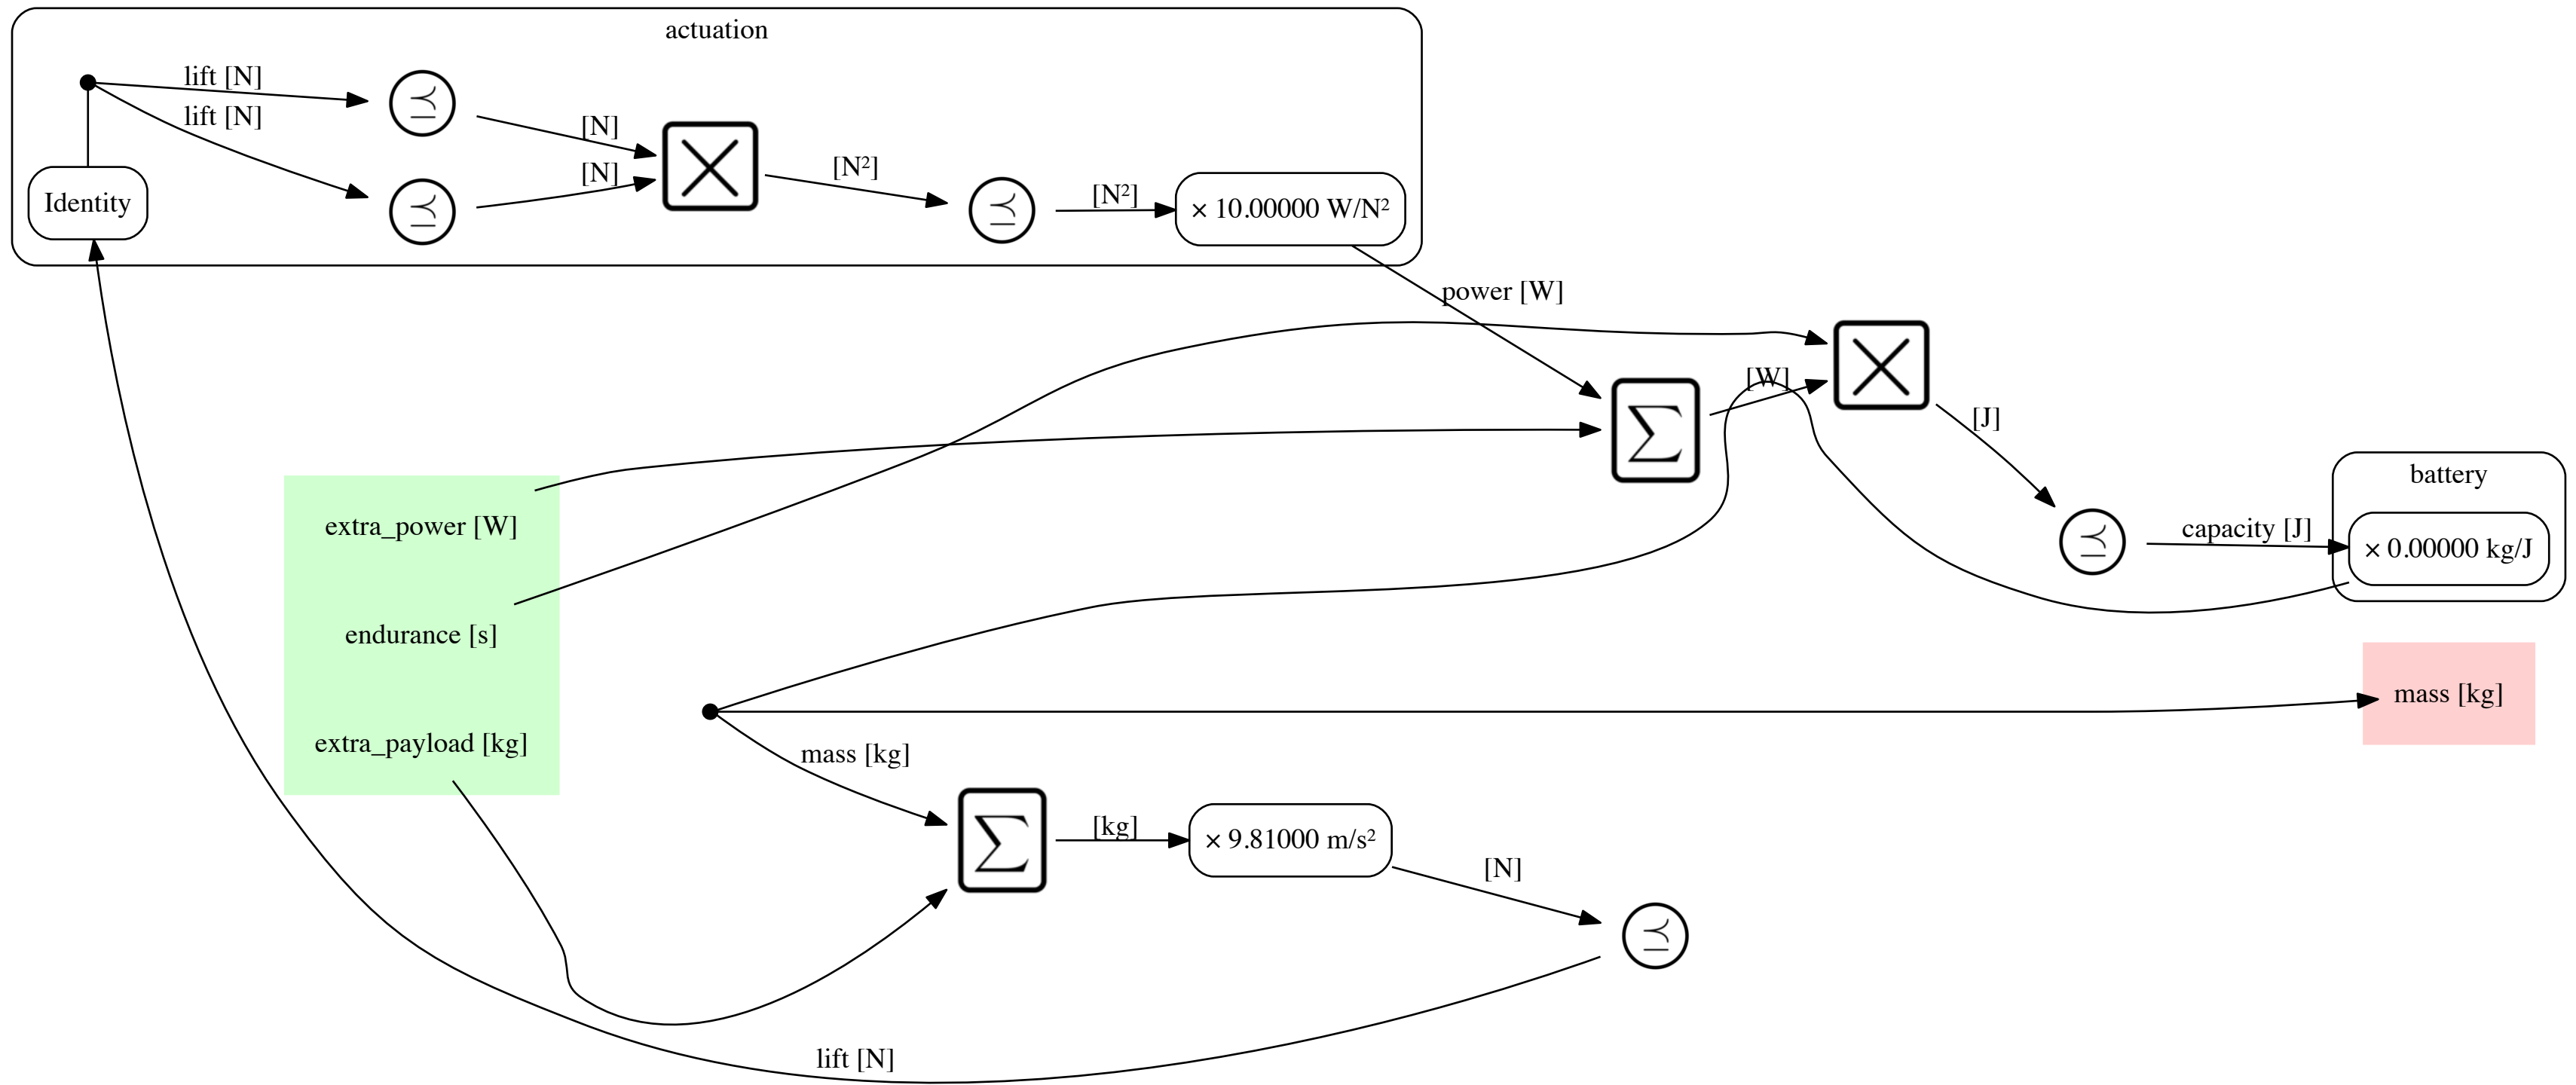 actuation
lift [N]
lift [N]
[N]
[N]
[N²]
[N²]
Identity
× 10.00000 W/N²
power [W]
[W]
[J]
battery
capacity [J]
× 0.00000 kg/J
extra_power [W]
endurance [s]
extra_payload [kg]
mass [kg]
mass [kg]
[kg]
× 9.81000 m/s²
[N]
lift [N]